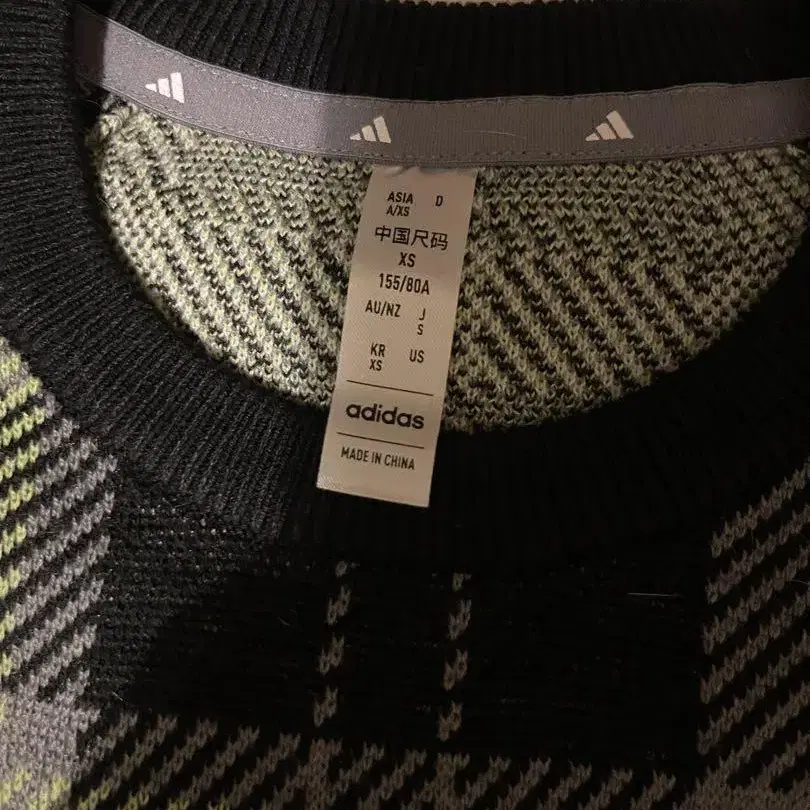 ASIA D
A/XS
中国尺码
XS
155/80A
AU/NZ J
S
KR US
XS
adidas
MADE IN CHINA